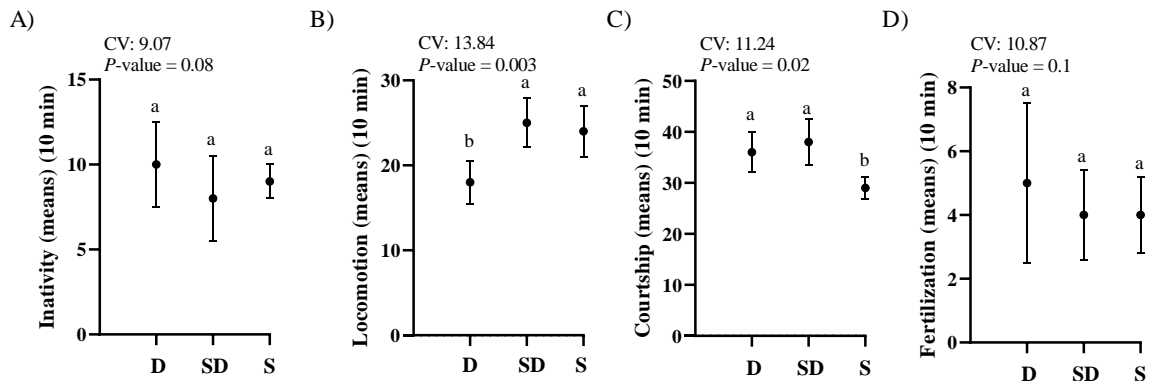 A)
CV: 9.07
P-value = 0.08
Inativity (means) (10 min)
15
10
5
0
a
a
a
D SD S
B)
CV: 13.84
P-value = 0.003
Locomotion (means) (10 min)
30
20
10
0
b
a
a
D SD S
C)
CV: 11.24
P-value = 0.02
Courtship (means) (10 min)
50
40
30
20
10
0
a
a
b
D SD S
D)
CV: 10.87
P-value = 0.1
Fertilization (means) (10 min)
8
6
4
2
0
a
a
a
D SD S